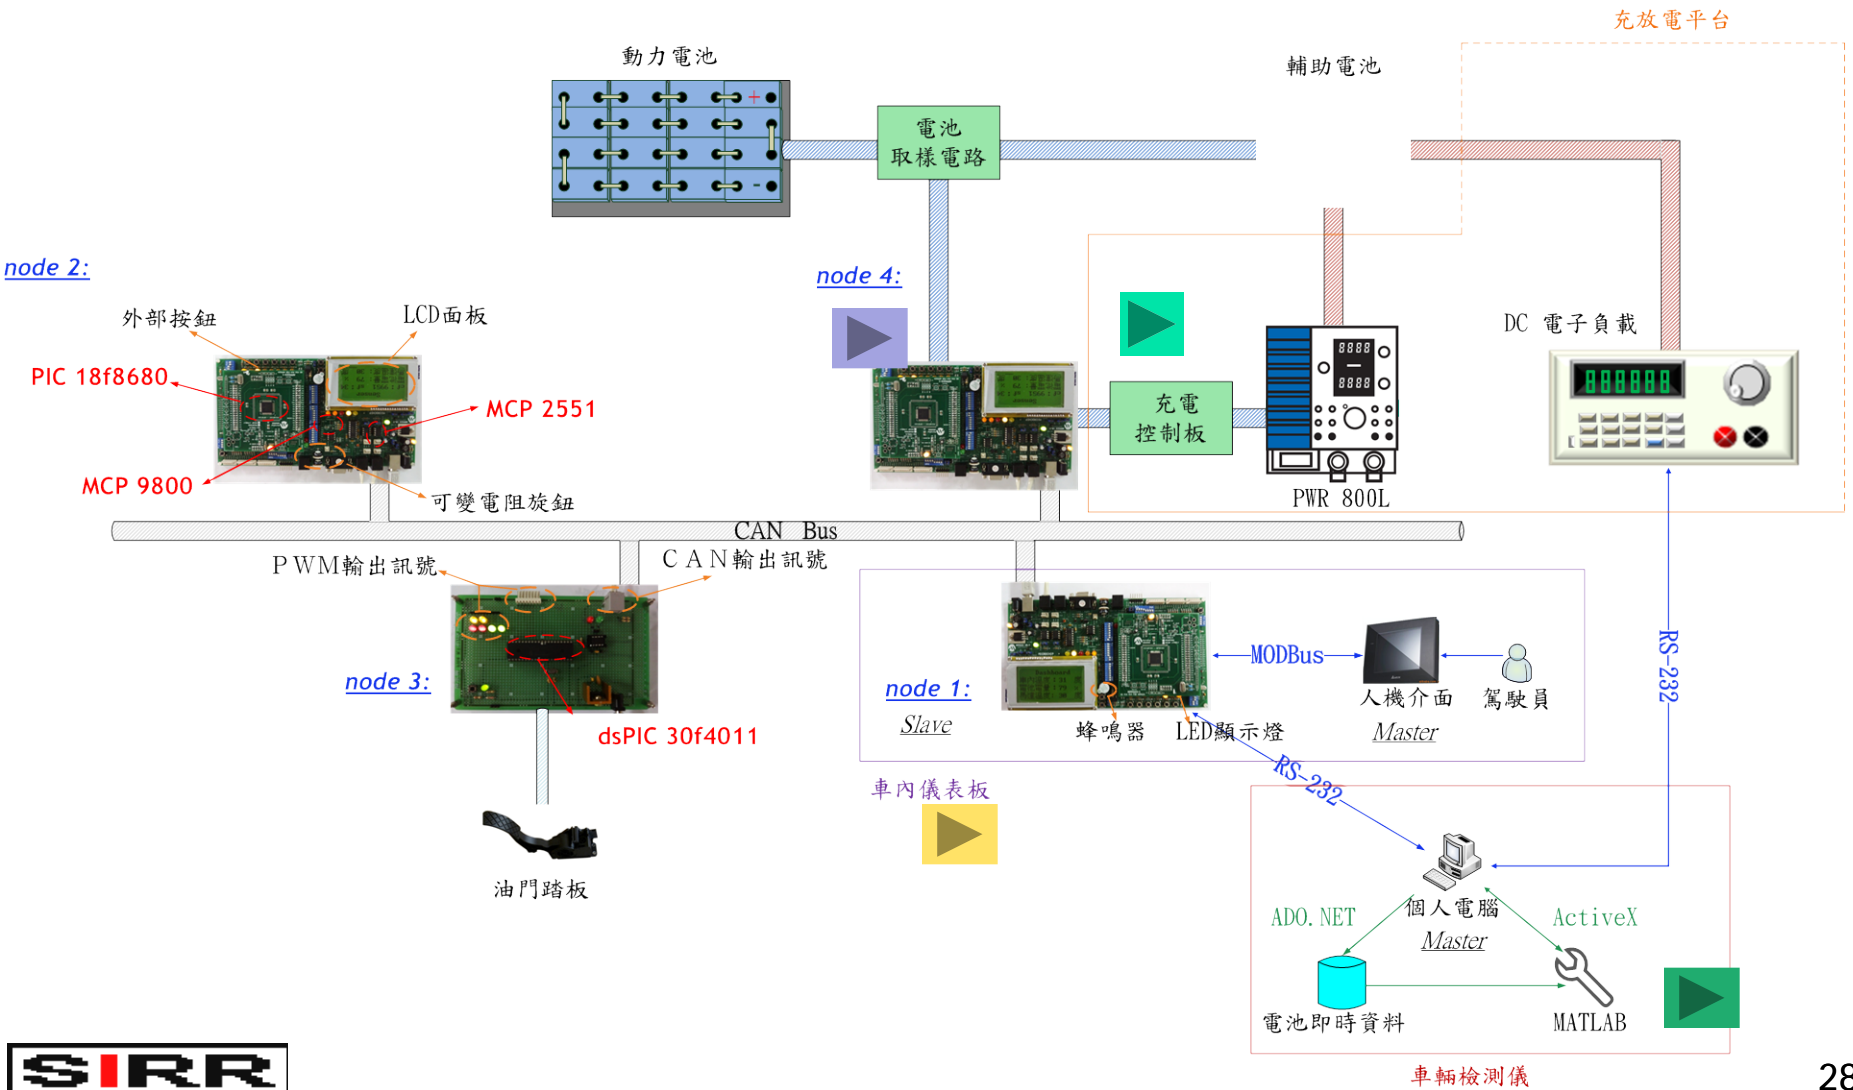 充放電平台
動力電池
輔助電池
+
電池
取樣電路
-
node 2:
node 4:
外部按鈕
LCD面板
DC 電子負載
PIC 18f8680
MCP 2551
充電
控制板
MCP 9800
可變電阻旋鈕
PWR 800L
CAN Bus
PWM輸出訊號
CAN輸出訊號
node 3:
dsPIC 30f4011
油門踏板
node 1:
Slave
蜂鳴器
LED顯示燈
MODBus
人機介面
Master
駕駛員
RS-232
車內儀表板
RS-232
ADO.NET
個人電腦
Master
ActiveX
電池即時資料
MATLAB
車輛檢測儀
SIRR
28